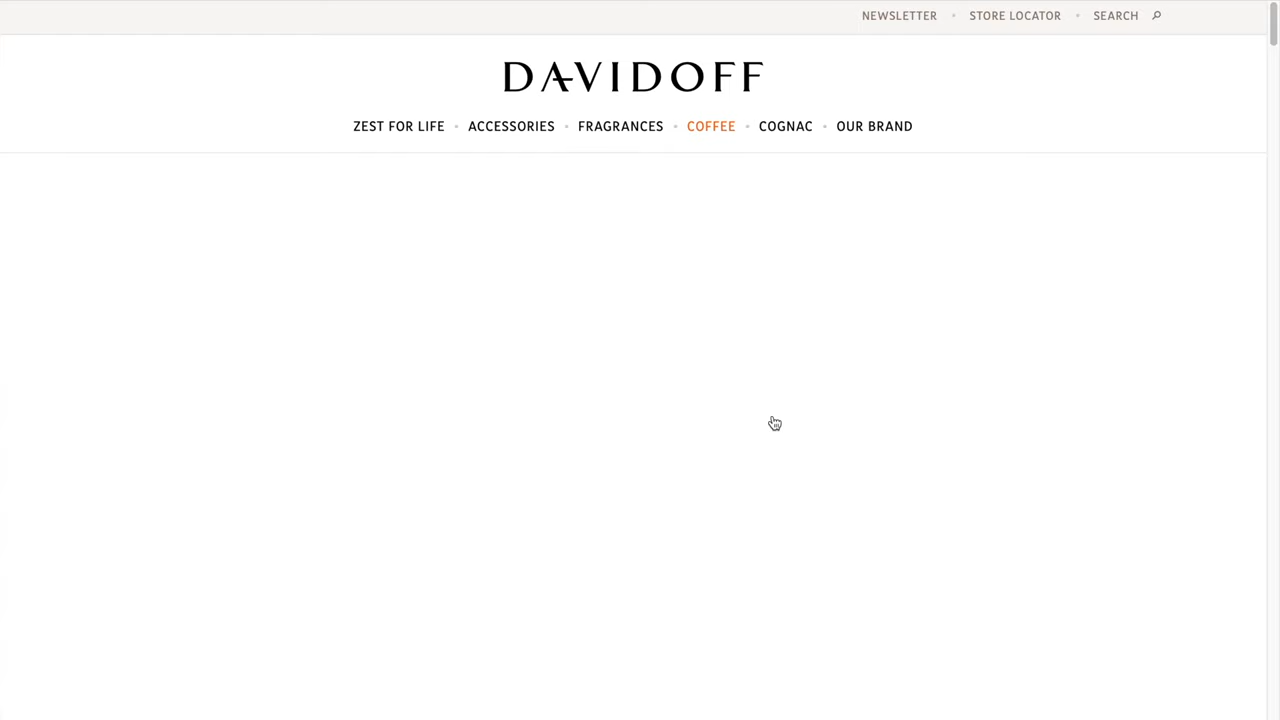 NEWSLETTER • STORE LOCATOR • SEARCH
DAVIDOFF
ZEST FOR LIFE • ACCESSORIES • FRAGRANCES • COFFEE • COGNAC • OUR BRAND